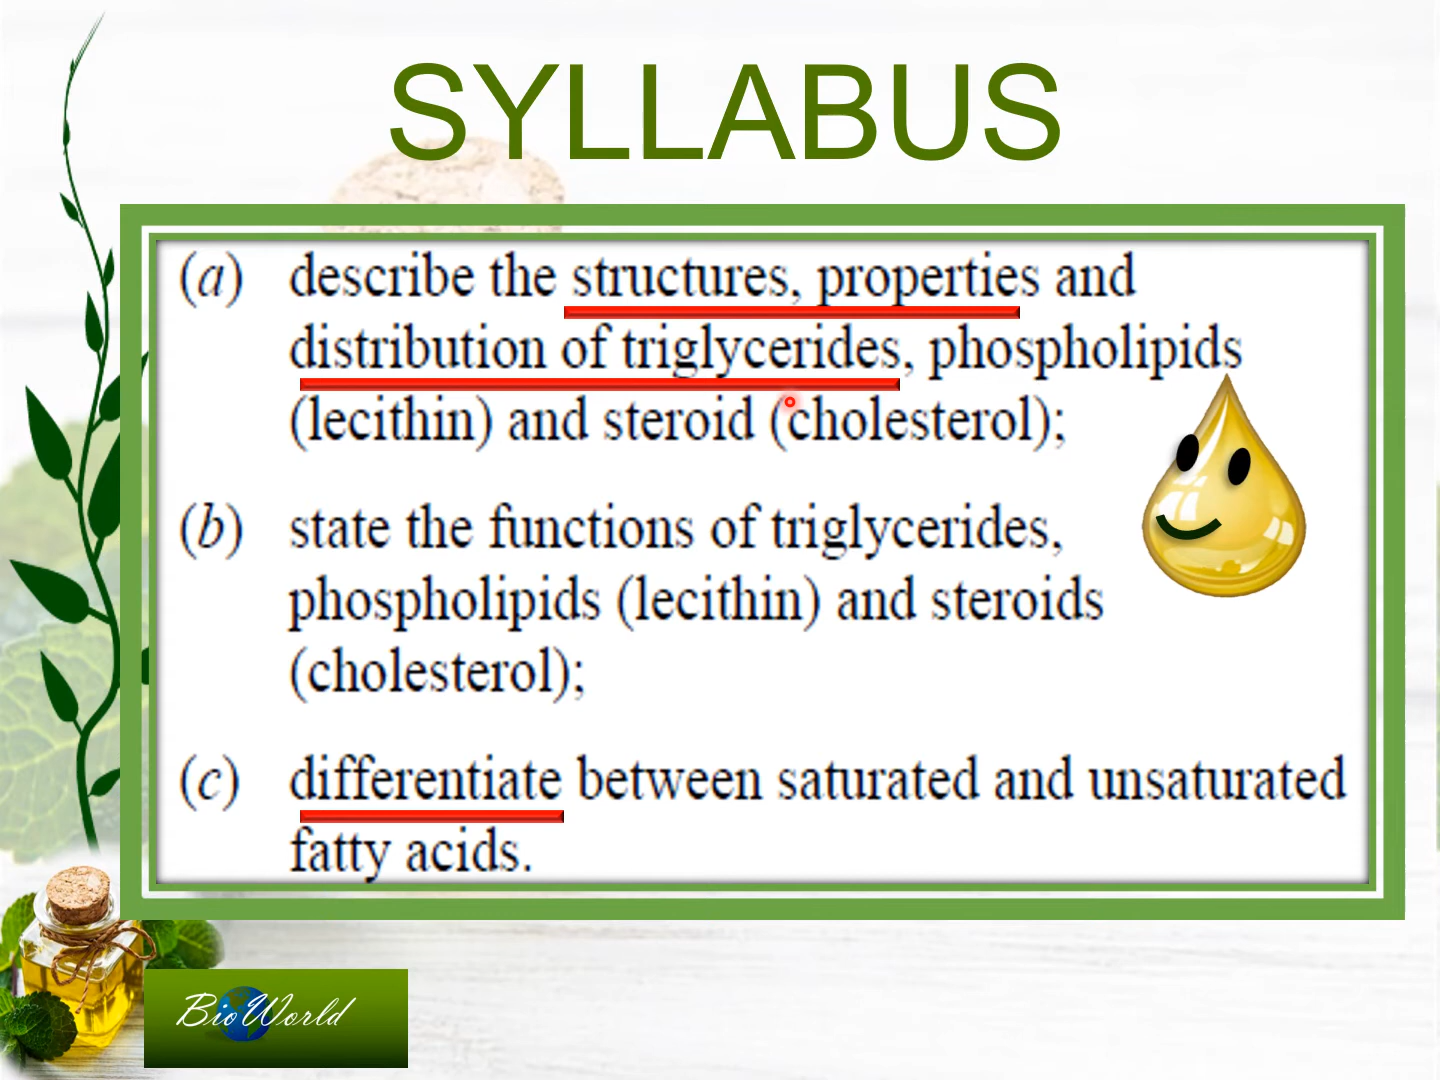 SYLLABUS
(a) describe the structures, properties and
distribution of triglycerides, phospholipids
(lecithin) and steroid (cholesterol);
(b) state the functions of triglycerides,
phospholipids (lecithin) and steroids
(cholesterol);
(c) differentiate between saturated and unsaturated
fatty acids.
BioWorld